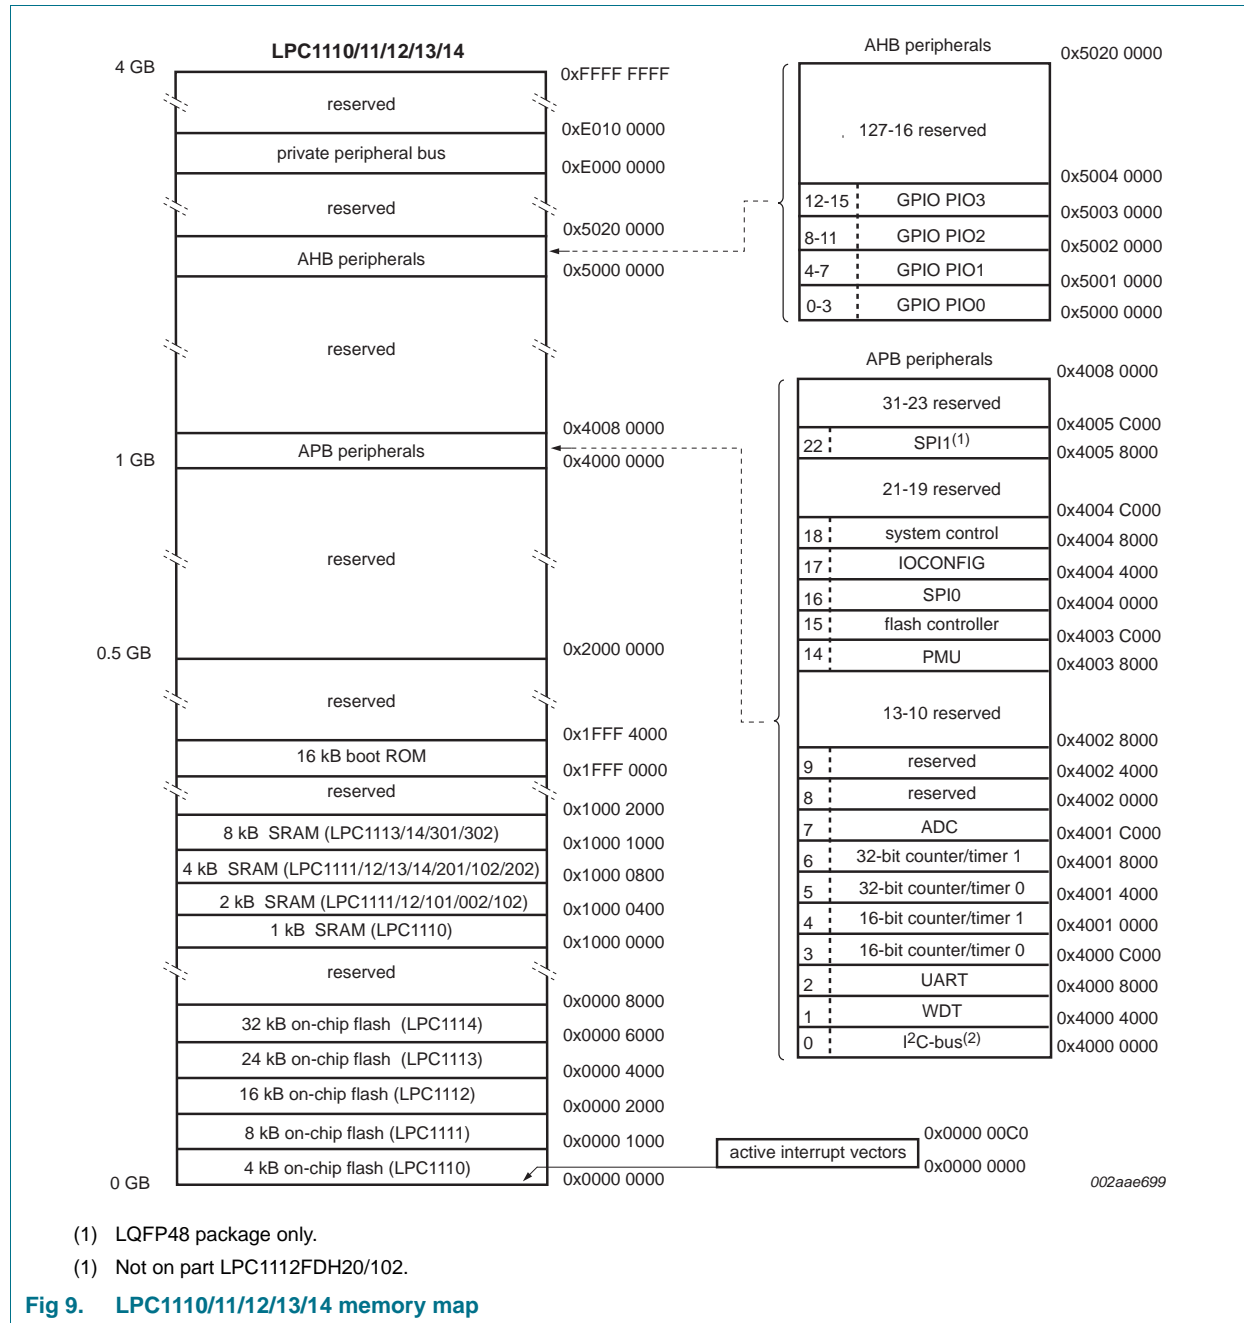 LPC1110/11/12/13/14
4 GB
0xFFFF FFFF
reserved
0xE010 0000
private peripheral bus
0xE000 0000
reserved
0x5020 0000
AHB peripherals
0x5000 0000
reserved
0x4008 0000
APB peripherals
1 GB
0x4000 0000
reserved
0x2000 0000
0.5 GB
reserved
0x1FFF 4000
16 kB boot ROM
0x1FFF 0000
reserved
0x1000 2000
8 kB SRAM (LPC1113/14/301/302)
0x1000 1000
4 kB SRAM (LPC1111/12/13/14/201/102/202)
0x1000 0800
2 kB SRAM (LPC1111/12/101/002/102)
0x1000 0400
1 kB SRAM (LPC1110)
0x1000 0000
reserved
0x0000 8000
32 kB on-chip flash (LPC1114)
0x0000 6000
24 kB on-chip flash (LPC1113)
0x0000 4000
16 kB on-chip flash (LPC1112)
0x0000 2000
8 kB on-chip flash (LPC1111)
0x0000 1000
4 kB on-chip flash (LPC1110)
0x0000 0000
0 GB
AHB peripherals
0x5020 0000
127-16 reserved
0x5004 0000
12-15 GPIO PIO3
0x5003 0000
8-11 GPIO PIO2
0x5002 0000
4-7 GPIO PIO1
0x5001 0000
0-3 GPIO PIO0
0x5000 0000
APB peripherals
0x4008 0000
31-23 reserved
0x4005 C000
22 SPI1(1)
0x4005 8000
21-19 reserved
0x4004 C000
18 system control
0x4004 8000
17 IOCONFIG
0x4004 4000
16 SPI0
0x4004 0000
15 flash controller
0x4003 C000
14 PMU
0x4003 8000
13-10 reserved
0x4002 8000
9 reserved
0x4002 4000
8 reserved
0x4002 0000
7 ADC
0x4001 C000
6 32-bit counter/timer 1
0x4001 8000
5 32-bit counter/timer 0
0x4001 4000
4 16-bit counter/timer 1
0x4001 0000
3 16-bit counter/timer 0
0x4000 C000
2 UART
0x4000 8000
1 WDT
0x4000 4000
0 I2C-bus(2)
0x4000 0000
0x0000 00C0
active interrupt vectors
0x0000 0000
002aae699
(1) LQFP48 package only.
(1) Not on part LPC1112FDH20/102.
Fig 9. LPC1110/11/12/13/14 memory map